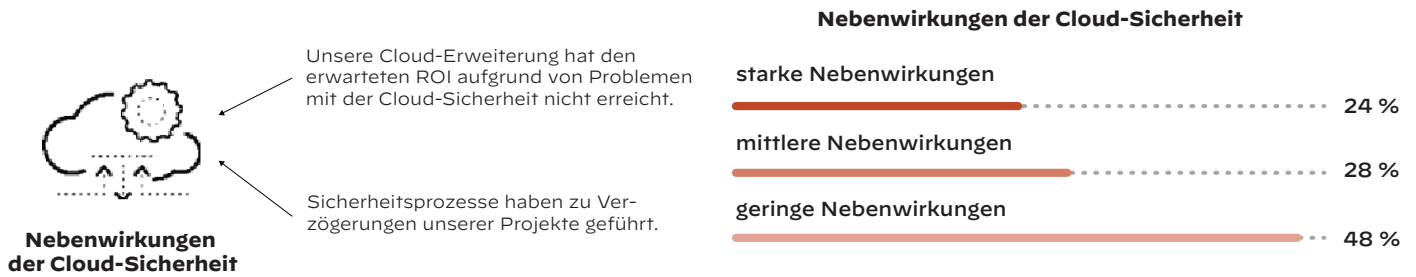 Nebenwirkungen
der Cloud-Sicherheit
Unsere Cloud-Erweiterung hat den
erwarteten ROI aufgrund von Problemen
mit der Cloud-Sicherheit nicht erreicht.
Sicherheitsprozesse haben zu Ver-
zögerungen unserer Projekte geführt.
Nebenwirkungen der Cloud-Sicherheit
starke Nebenwirkungen
24 %
mittlere Nebenwirkungen
28 %
geringe Nebenwirkungen
48 %